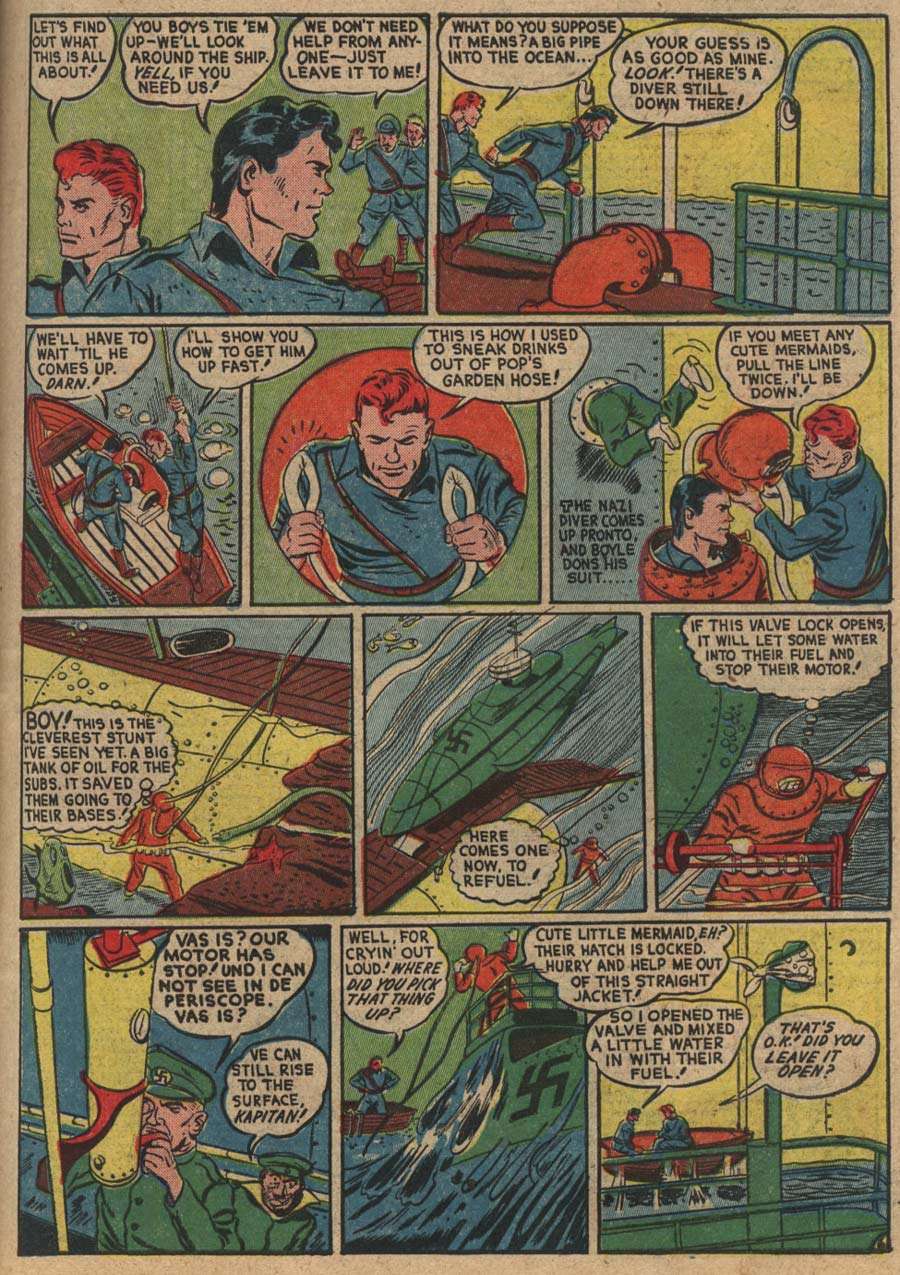 LET'S FIND
OUT WHAT
THIS IS ALL
ABOUT!
YOU BOYS TIE 'EM
UP—WE'LL LOOK
AROUND THE SHIP.
YELL, IF YOU
NEED US!
WE DON'T NEED
HELP FROM ANY-
ONE—JUST
LEAVE IT TO ME!
WHAT DO YOU SUPPOSE
IT MEANS? A BIG PIPE
INTO THE OCEAN...
YOUR GUESS IS
AS GOOD AS MINE.
LOOK! THERE'S A
DIVER STILL
DOWN THERE!
WE'LL HAVE TO
WAIT 'TIL HE
COMES UP.
DARN!
I'LL SHOW YOU
HOW TO GET HIM
UP FAST.
THIS IS HOW I USED
TO SNEAK DRINKS
OUT OF POP'S
GARDEN HOSE!
THE NAZI
DIVER COMES
UP PRONTO,
AND BOYLE
DONS HIS
SUIT.....
IF YOU MEET ANY
CUTE MERMAIDS,
PULL THE LINE
TWICE, I'LL BE
DOWN!
BOY! THIS IS THE
CLEVEREST STUNT
I'VE SEEN YET. A BIG
TANK OF OIL FOR THE
SUBS. IT SAVED
THEM GOING TO
THEIR BASES!
HERE
COMES ONE
NOW, TO
REFUEL!
IF THIS VALVE LOCK OPENS,
IT WILL LET SOME WATER
INTO THEIR FUEL AND
STOP THEIR MOTOR!
VAS IS? OUR
MOTOR HAS
STOP! UND I CAN
NOT SEE IN DE
PERISCOPE.
VAS IS?
VE CAN
STILL RISE
TO THE
SURFACE,
KAPITAN!
WELL, FOR
CRYIN' OUT
LOUD! WHERE
DID YOU PICK
THAT THING
UP?
CUTE LITTLE MERMAID, EH?
THEIR HATCH IS LOCKED.
HURRY AND HELP ME OUT
OF THIS STRAIGHT
JACKET!
SO I OPENED THE
VALVE AND MIXED
A LITTLE WATER
IN WITH THEIR
FUEL!
THAT'S
O.K.! DID YOU
LEAVE IT
OPEN?